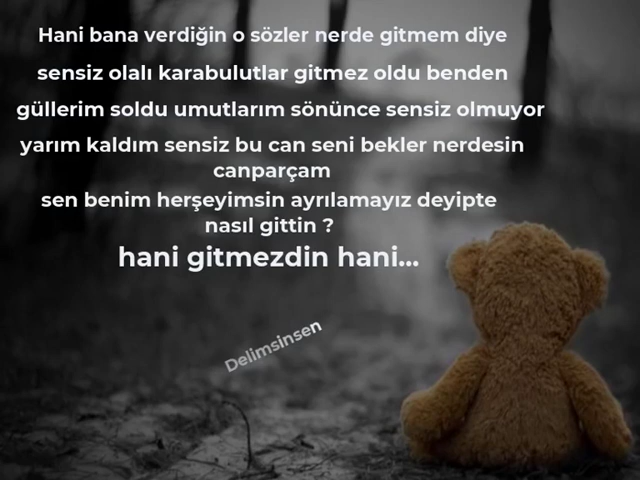 Hani bana verdiğin o sözler nerde gitmem diye
sensiz olalı karabulutlar gitmez oldu benden
güllerim soldu umutlarım sönünce sensiz olmuyor
yarım kaldım sensiz bu can seni bekler nerdesin
canparçam
sen benim herşeyimsin ayrılamayız deyipte
nasıl gittin ?
hani gitmezdin hani...
Delimsinsen